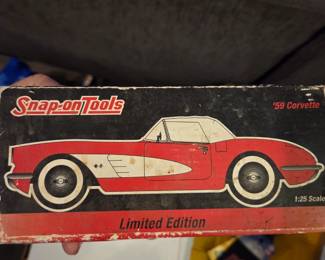 Snap-on Tools
'59 Corvette
1:25 Scale
Limited Edition